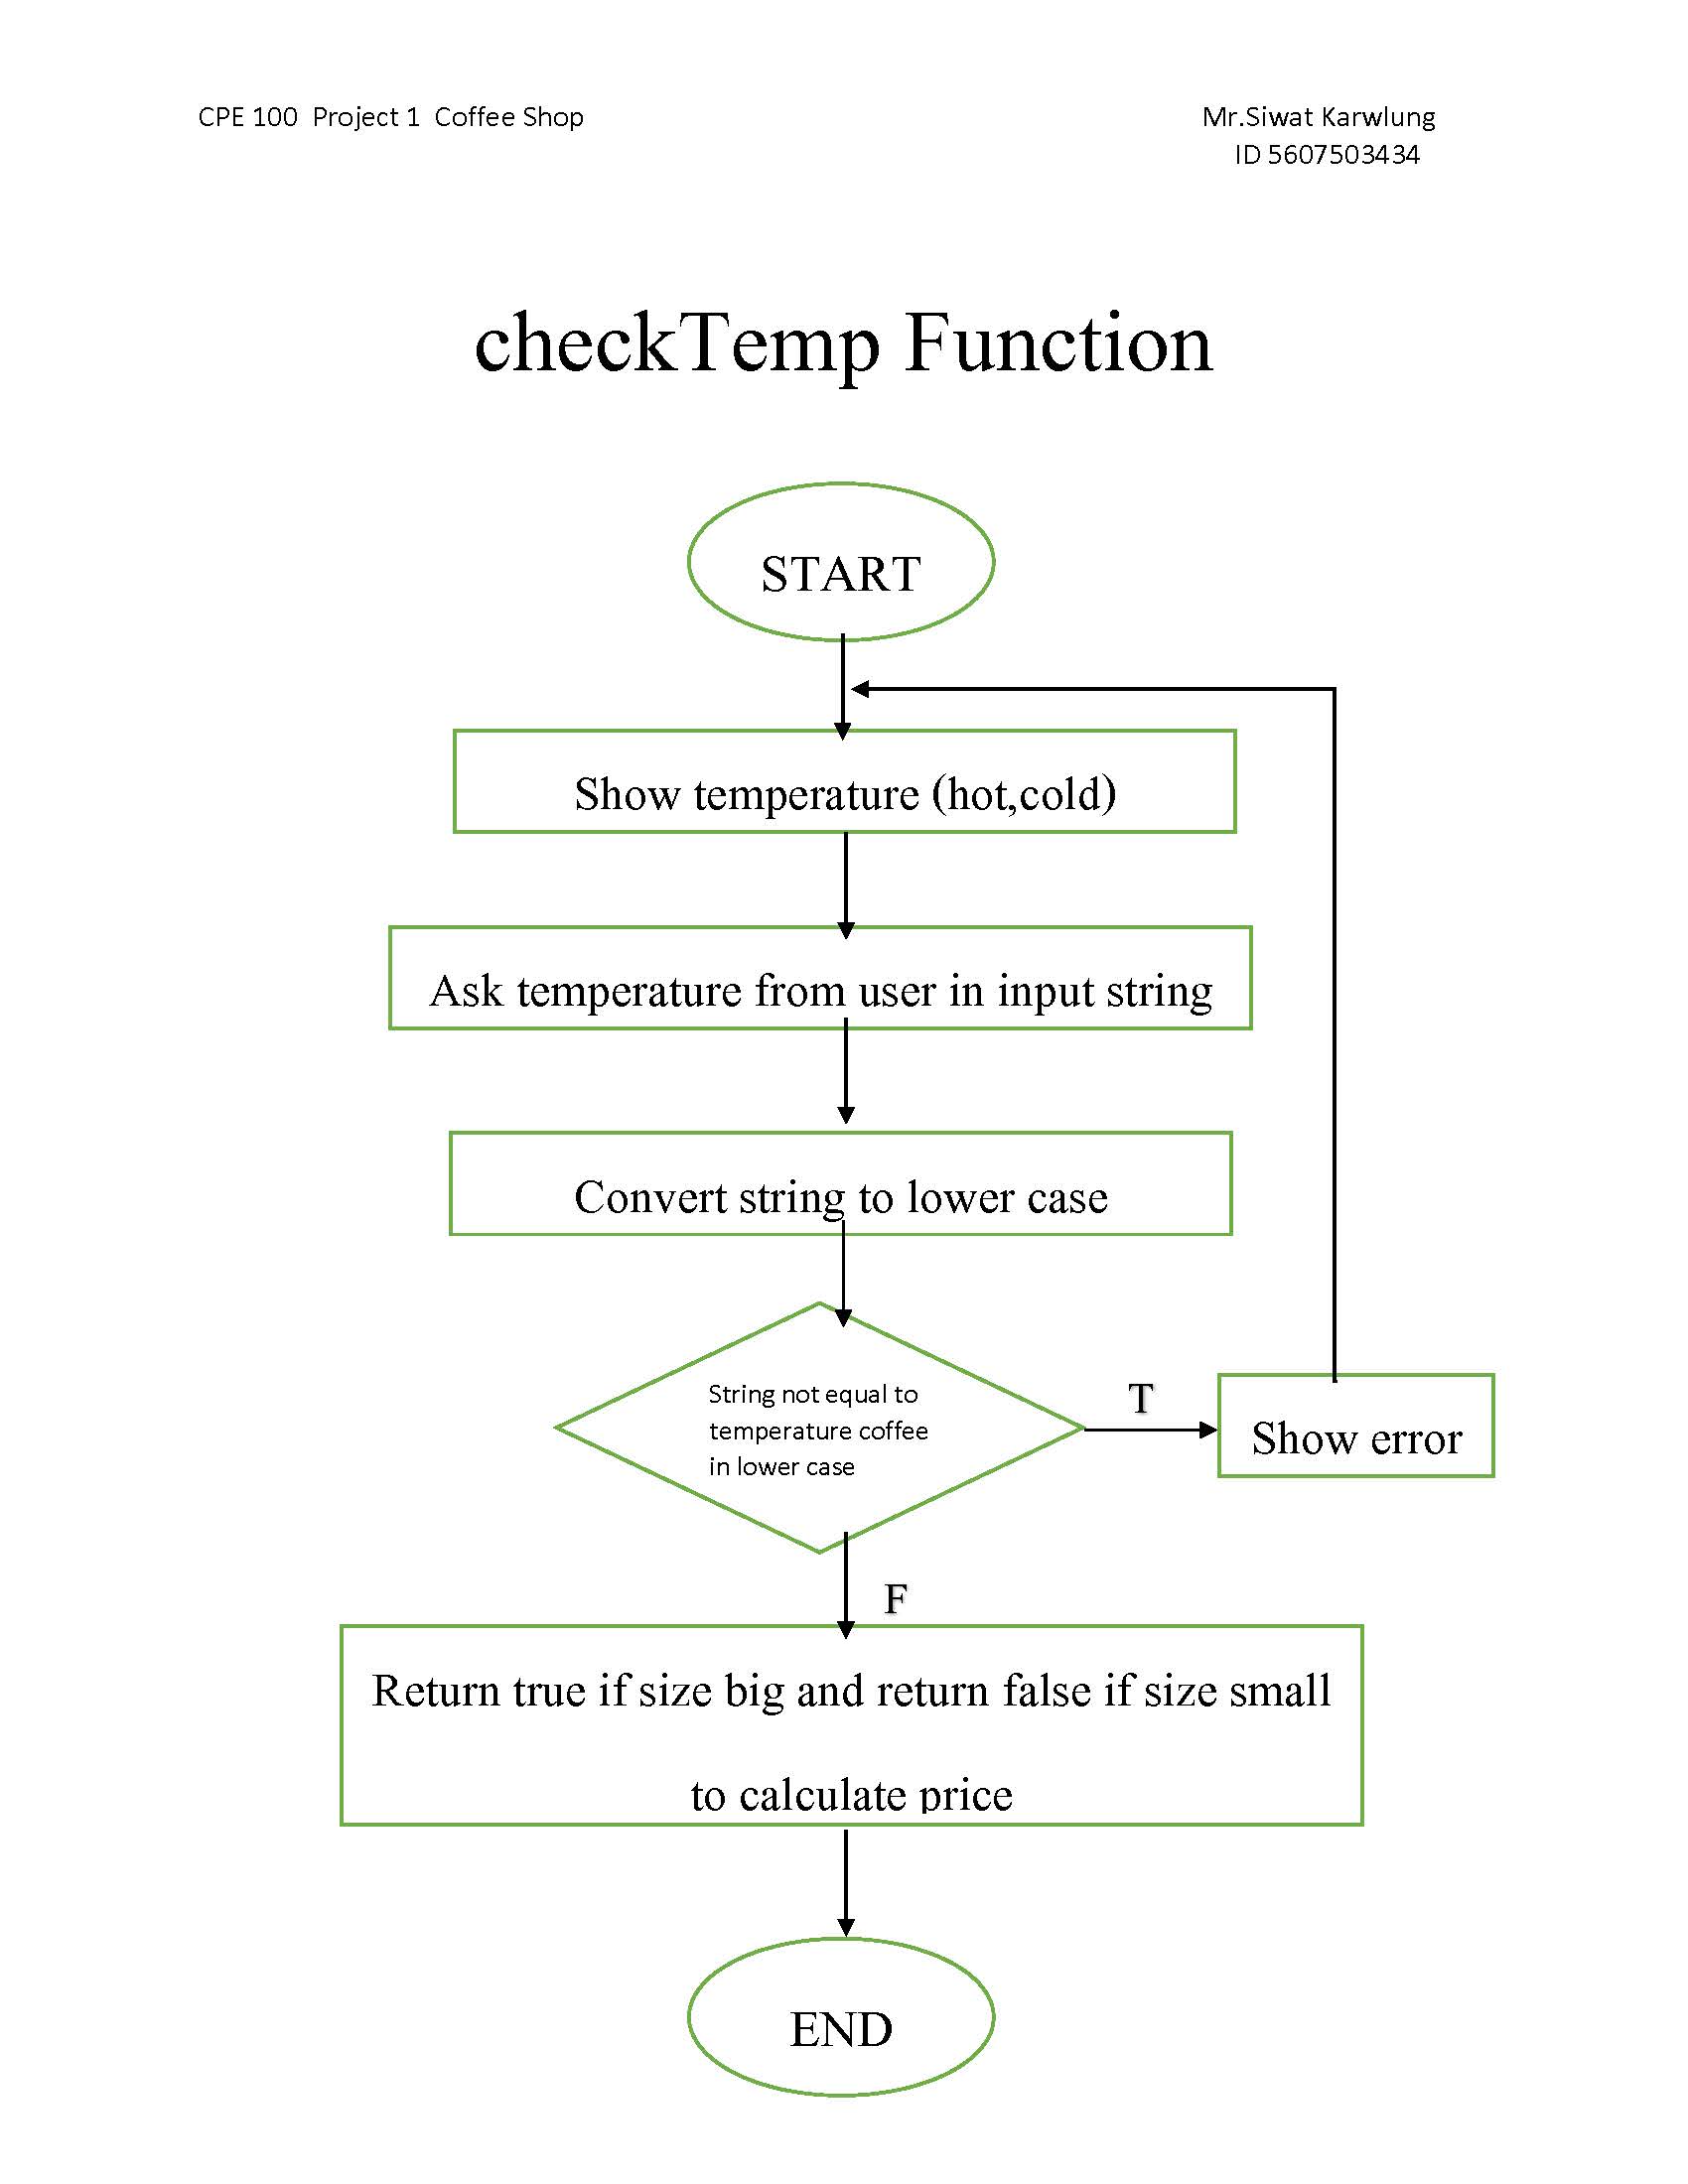 CPE 100  Project 1  Coffee Shop
Mr.Siwat Karwlung
ID 5607503434
checkTemp Function
START
Show temperature (hot,cold)
Ask temperature from user in input string
Convert string to lower case
String not equal to
temperature coffee
in lower case
T
Show error
F
Return true if size big and return false if size small
to calculate price
END